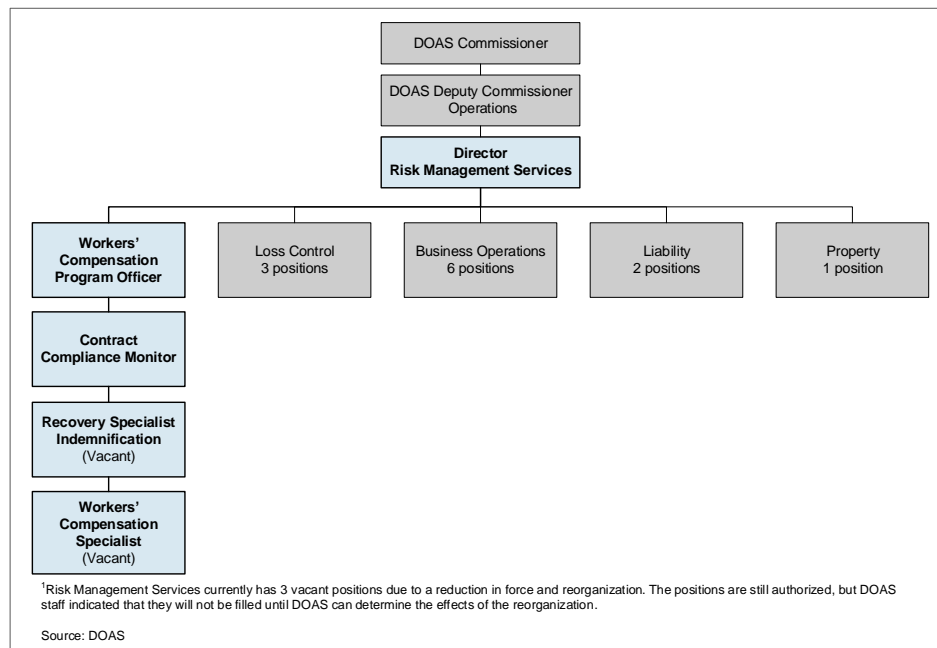 DOAS Commissioner
DOAS Deputy Commissioner
Operations
Director
Risk Management Services
Workers’
Compensation
Program Officer
Loss Control
3 positions
Business Operations
6 positions
Liability
2 positions
Property
1 position
Contract
Compliance Monitor
Recovery Specialist
Indemnification
(Vacant)
Workers’
Compensation
Specialist
(Vacant)
¹Risk Management Services currently has 3 vacant positions due to a reduction in force and reorganization. The positions are still authorized, but DOAS
staff indicated that they will not be filled until DOAS can determine the effects of the reorganization.
Source: DOAS